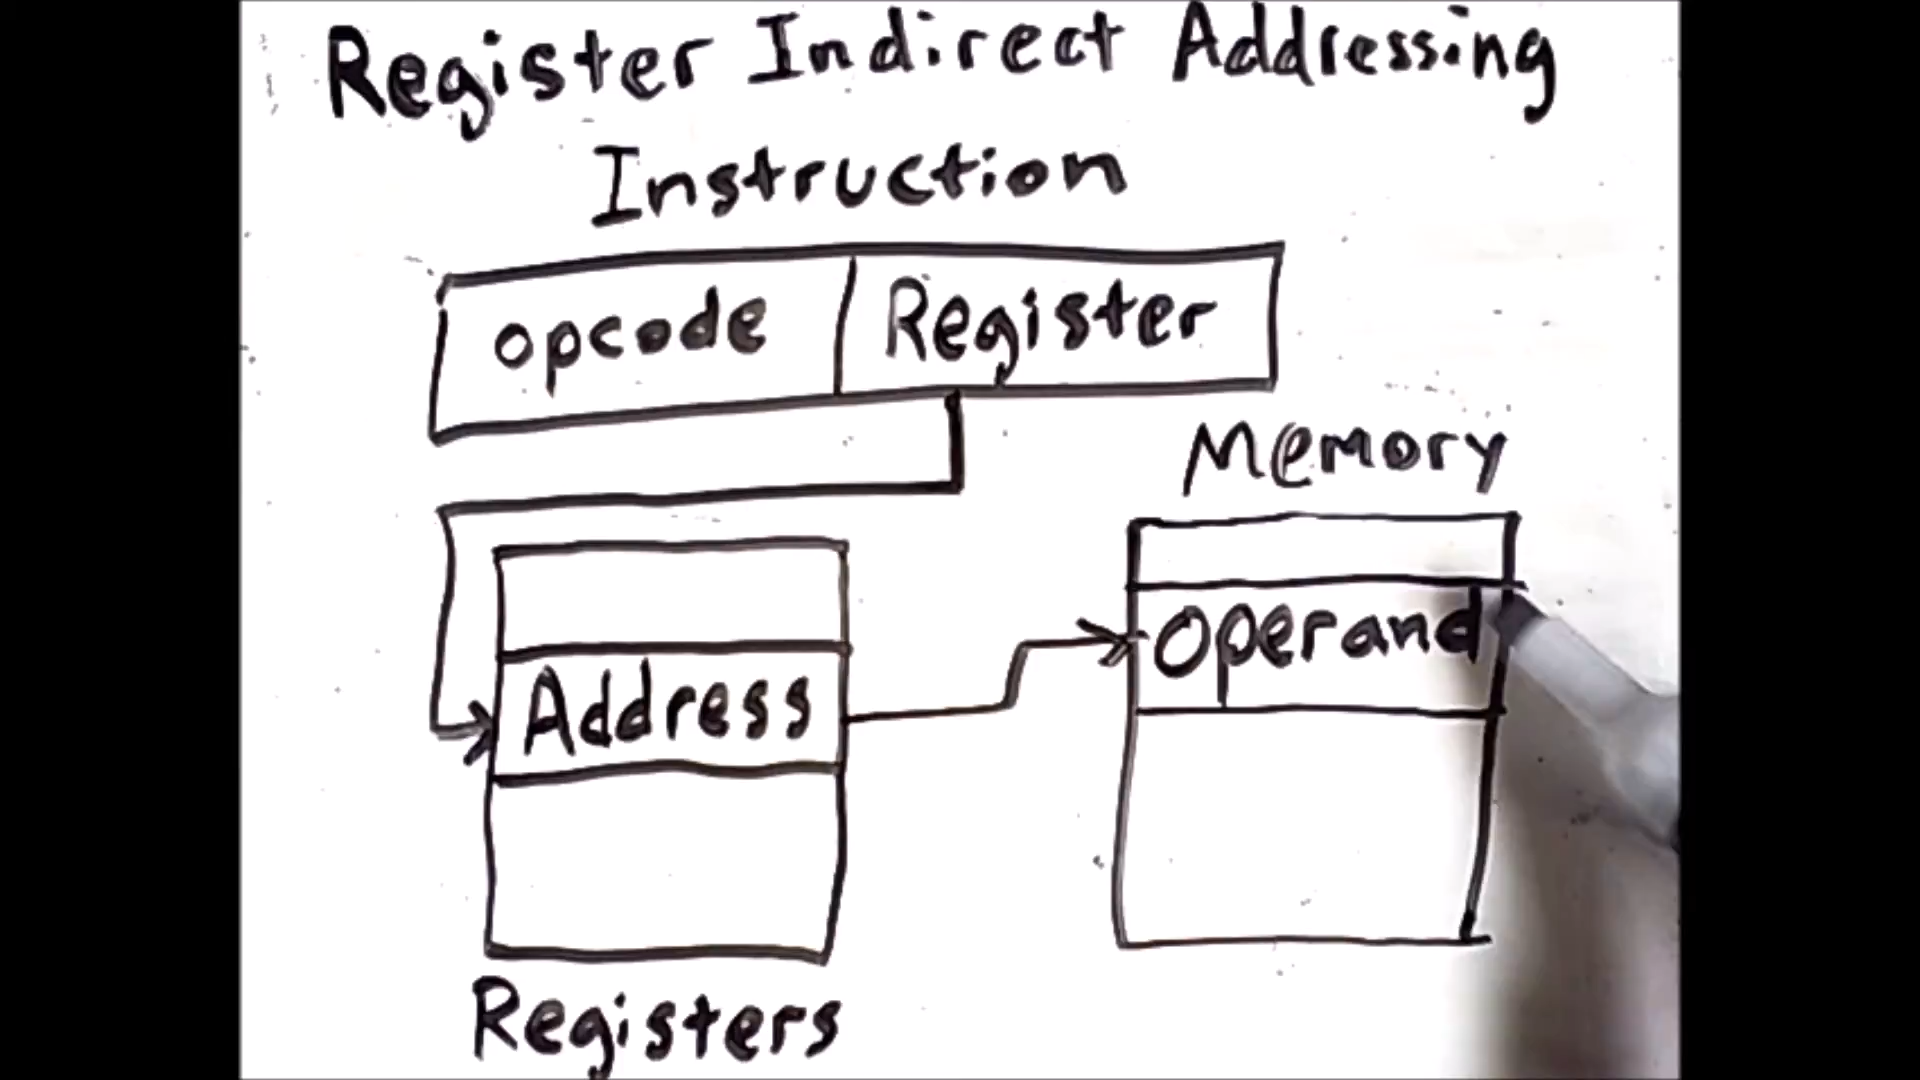 Register Indirect Addressing
Instruction
opcode Register
Memory
Operand
Address
Registers